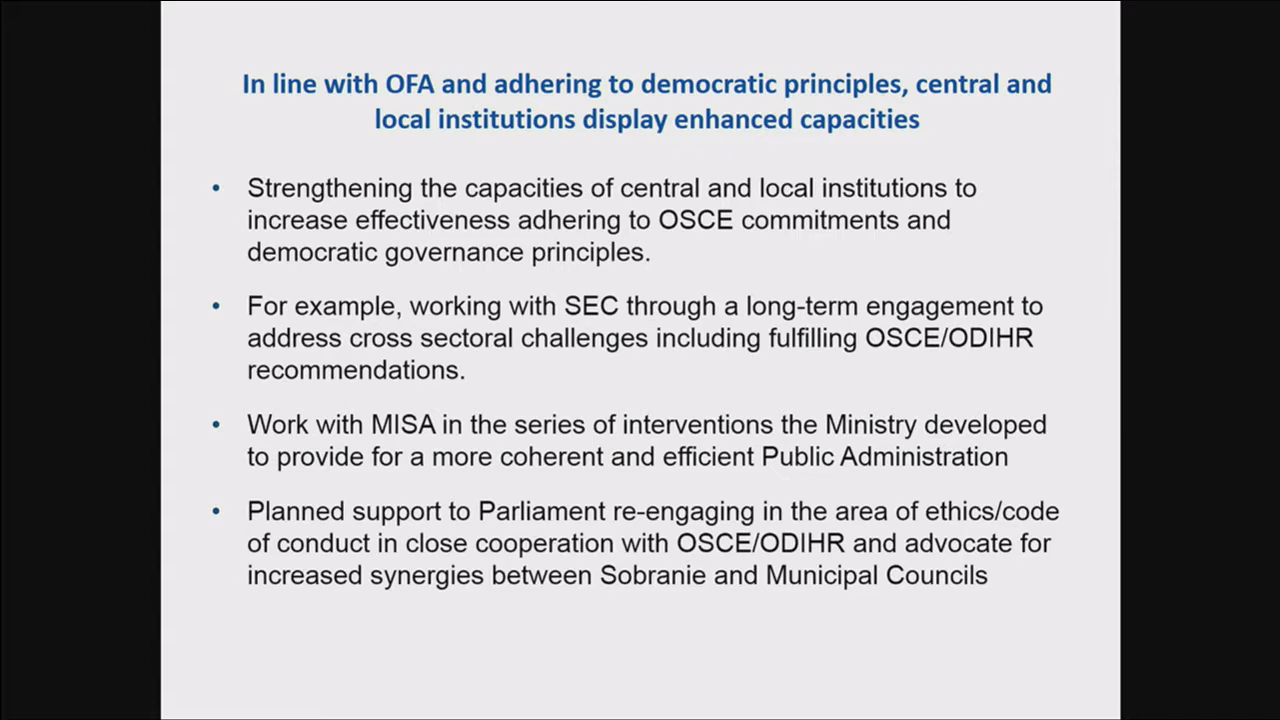 In line with OFA and adhering to democratic principles, central and
local institutions display enhanced capacities
• Strengthening the capacities of central and local institutions to
increase effectiveness adhering to OSCE commitments and
democratic governance principles.
• For example, working with SEC through a long-term engagement to
address cross sectoral challenges including fulfilling OSCE/ODIHR
recommendations.
• Work with MISA in the series of interventions the Ministry developed
to provide for a more coherent and efficient Public Administration
• Planned support to Parliament re-engaging in the area of ethics/code
of conduct in close cooperation with OSCE/ODIHR and advocate for
increased synergies between Sobranie and Municipal Councils